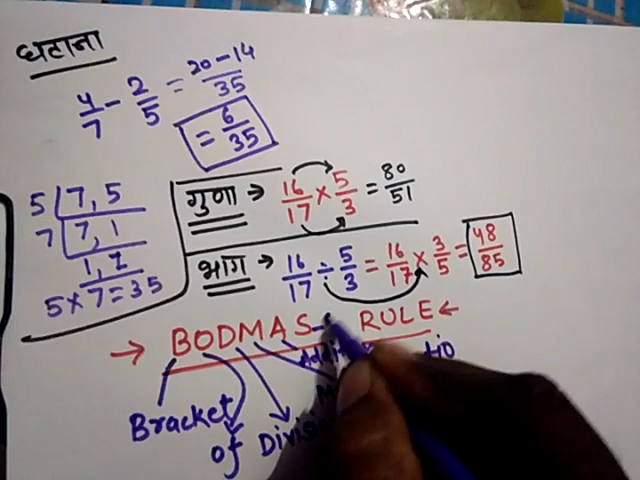 घटाना
4/7 - 2/5 = 20-14/35
= 6/35
5 | 7, 5
7 | 7, 1
1, 1
5 × 7 = 35
गुणा → 16/17 × 5/3 = 80/51
भाग → 16/17 ÷ 5/3 = 16/17 × 3/5 = 48/85
→ BODMAS RULE ←
Bracket
of